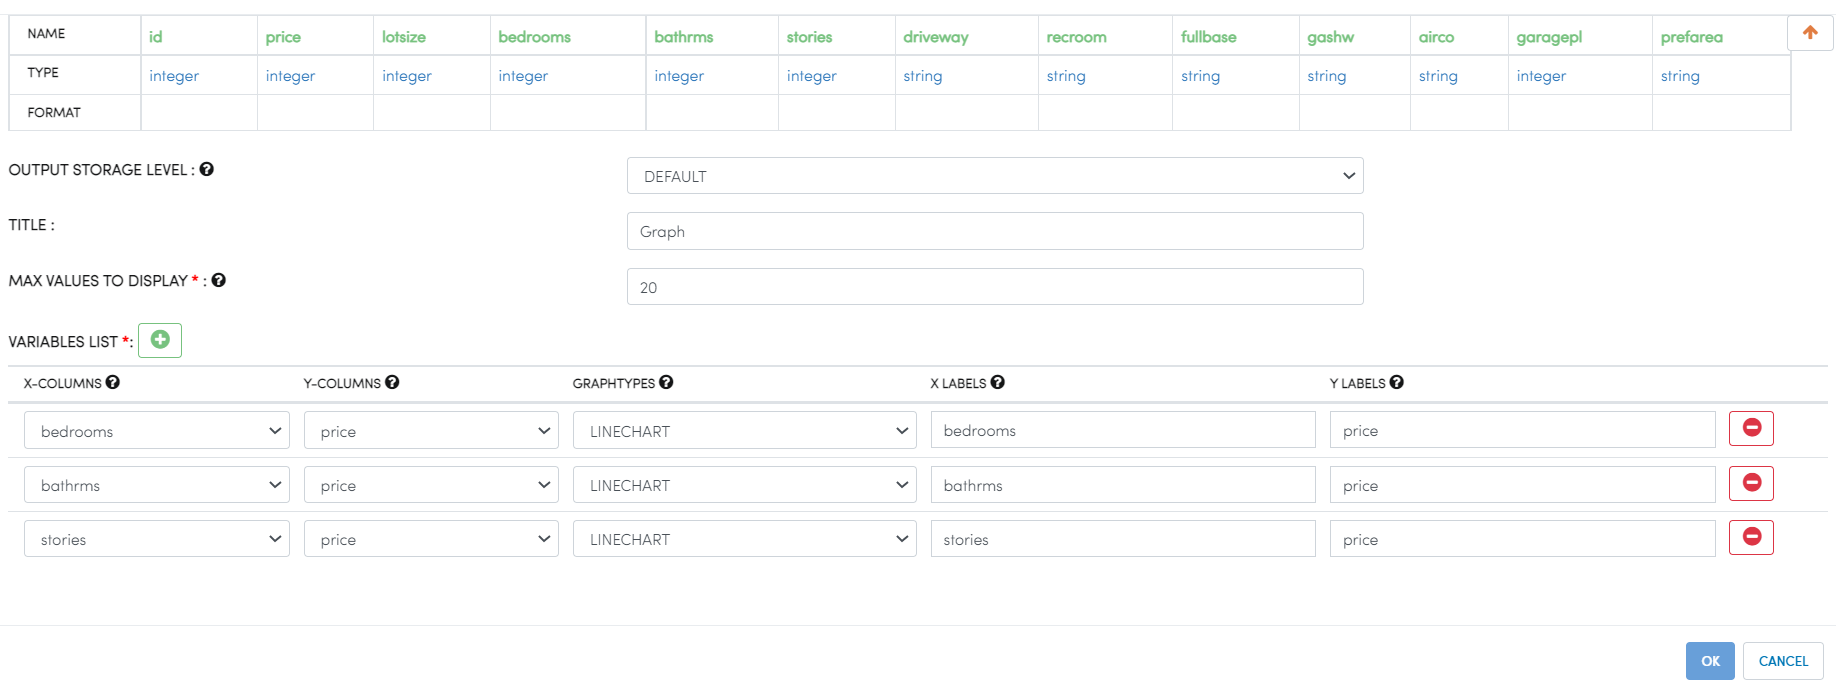 NAME id price lotsize bedrooms bathrms stories driveway recroom fullbase gashw airco garagepl prefarea
TYPE integer integer integer integer integer integer string string string string string integer string
FORMAT
OUTPUT STORAGE LEVEL : DEFAULT
TITLE : Graph
MAX VALUES TO DISPLAY * : 20
VARIABLES LIST *:
X-COLUMNS Y-COLUMNS GRAPHTYPES X LABELS Y LABELS
bedrooms price LINECHART bedrooms price
bathrms price LINECHART bathrms price
stories price LINECHART stories price
OK CANCEL